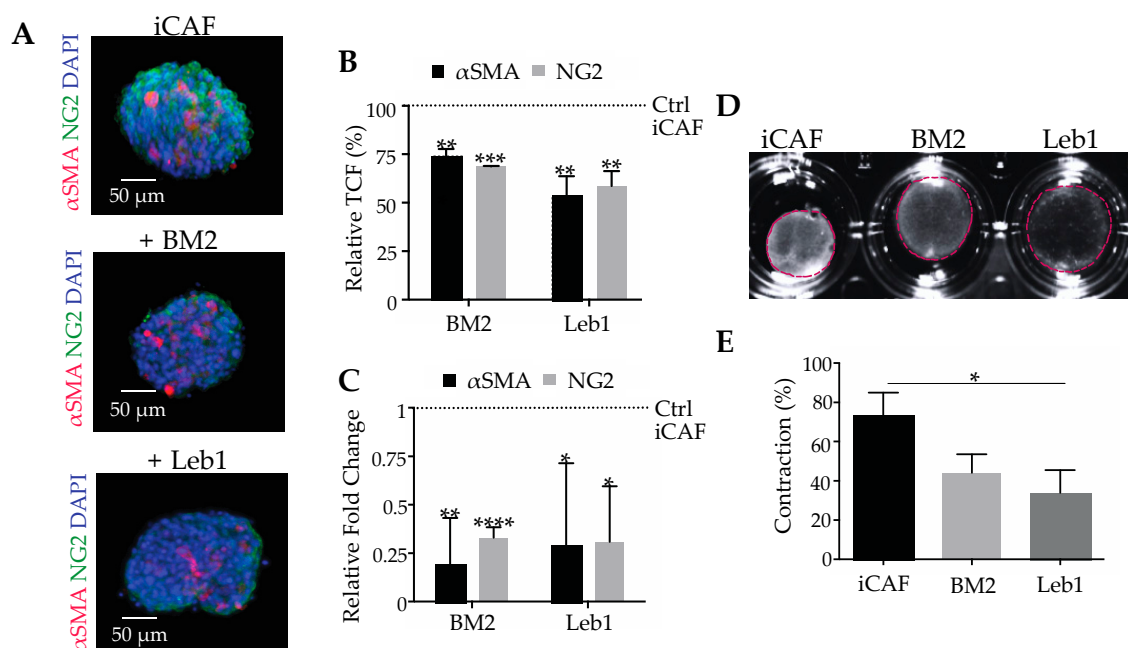 A
iCAF
αSMA NG2 DAPI
50 µm
+ BM2
αSMA NG2 DAPI
50 µm
+ Leb1
αSMA NG2 DAPI
50 µm
B
αSMA NG2
Relative TCF (%)
100
75
50
25
0
Ctrl
iCAF
**
***
**
**
BM2 Leb1
C
αSMA NG2
Relative Fold Change
1
0.75
0.5
0.25
0
Ctrl
iCAF
**
****
*
*
BM2 Leb1
D
iCAF BM2 Leb1
E
Contraction (%)
100
80
60
40
20
0
*
iCAF BM2 Leb1